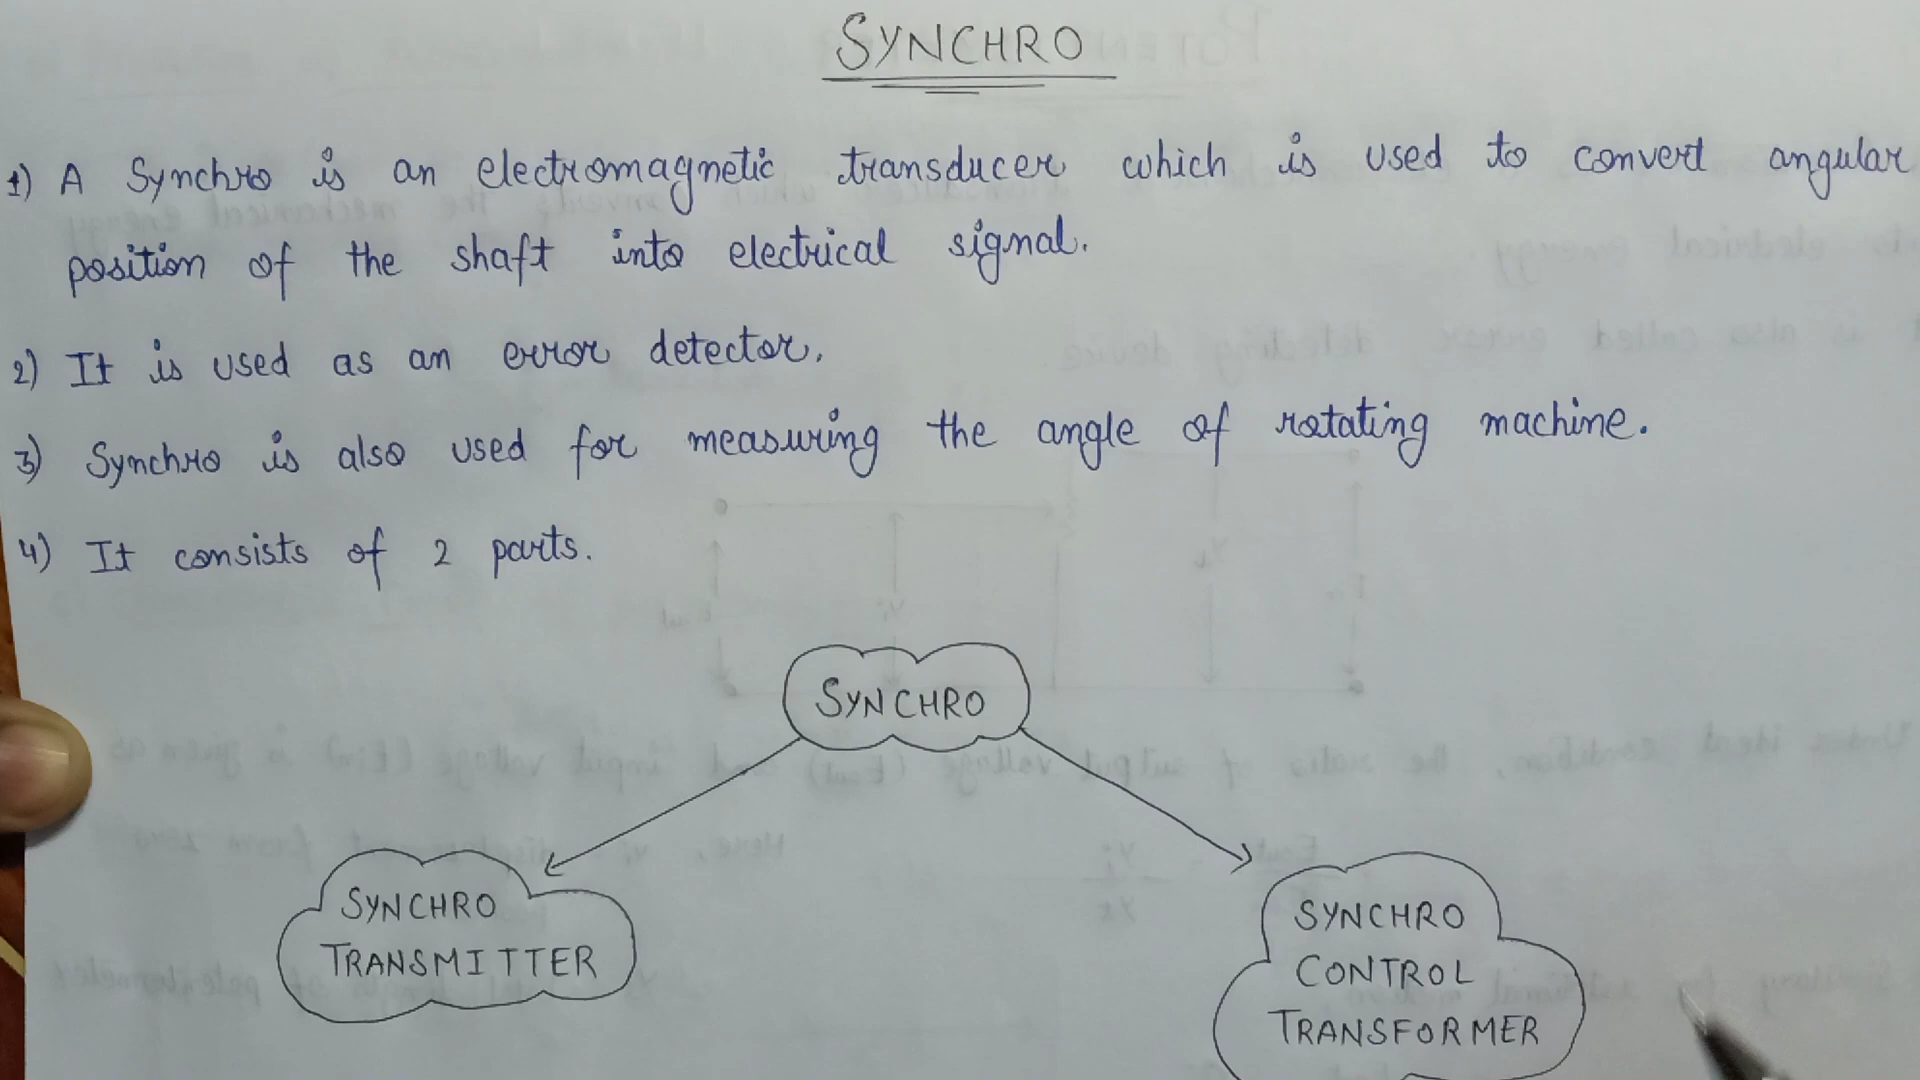 SYNCHRO
1) A Synchro is an electromagnetic transducer which is used to convert angular
position of the shaft into electrical signal.
2) It is used as an error detector.
3) Synchro is also used for measuring the angle of rotating machine.
4) It consists of 2 parts.
SYNCHRO
SYNCHRO
TRANSMITTER
SYNCHRO
CONTROL
TRANSFORMER